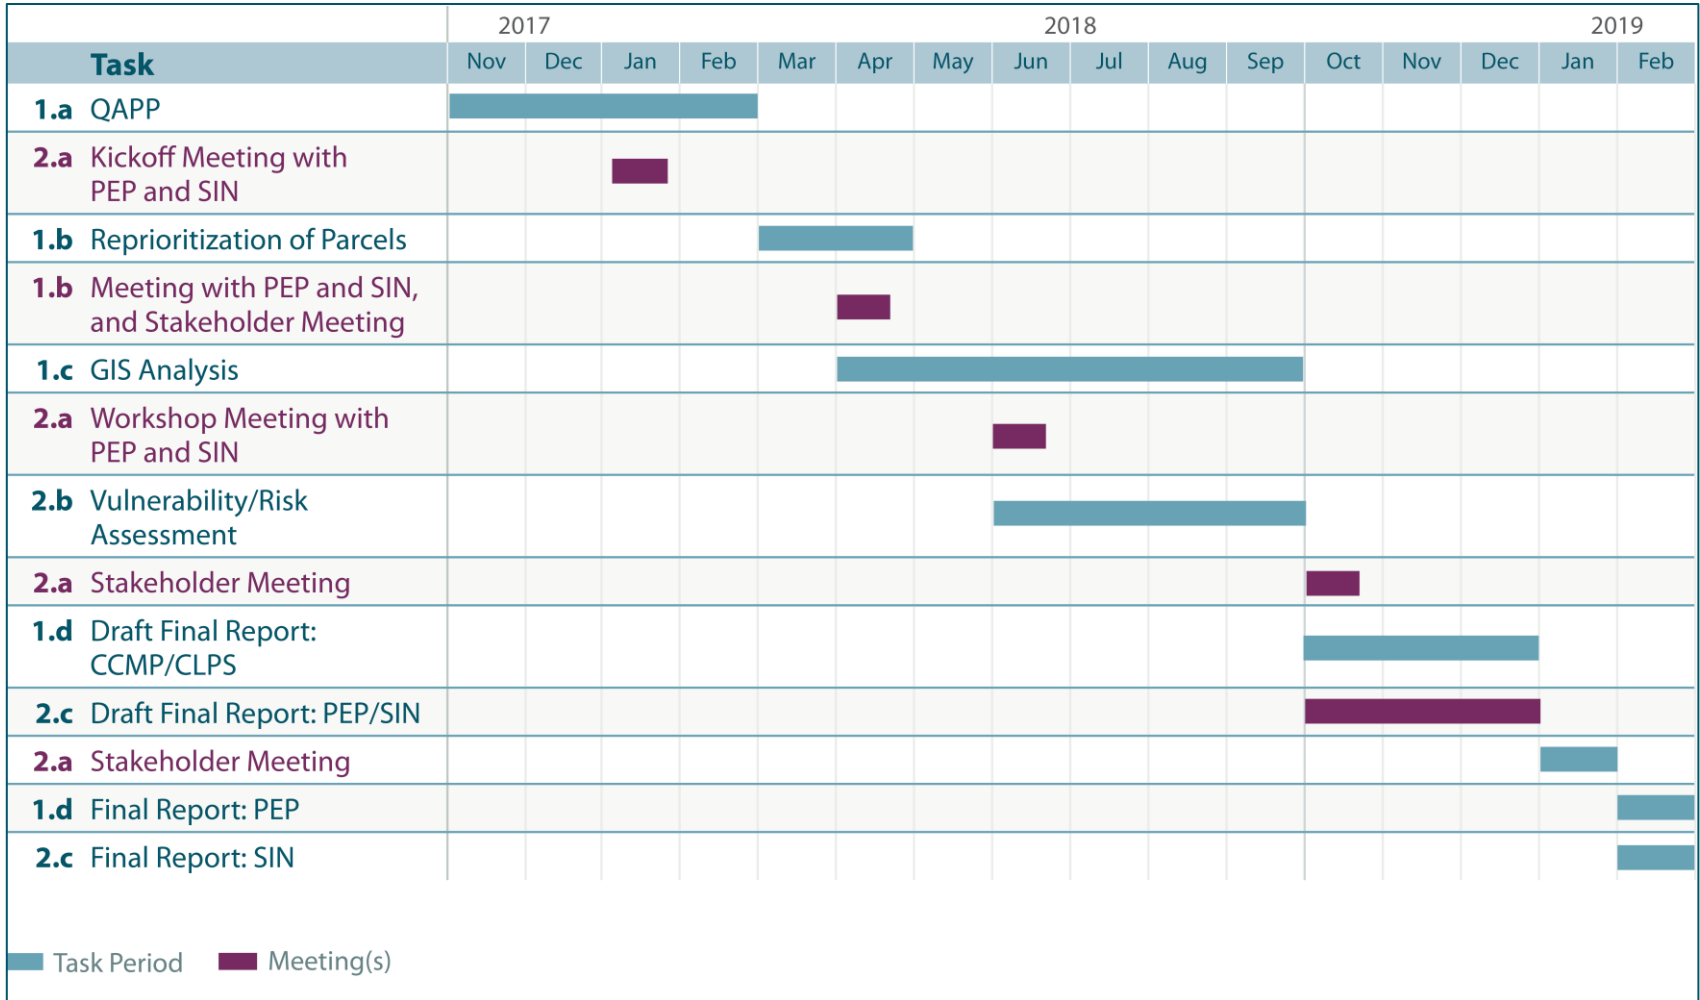 2017 2018 2019
Task Nov Dec Jan Feb Mar Apr May Jun Jul Aug Sep Oct Nov Dec Jan Feb
1.a QAPP
2.a Kickoff Meeting with
PEP and SIN
1.b Reprioritization of Parcels
1.b Meeting with PEP and SIN,
and Stakeholder Meeting
1.c GIS Analysis
2.a Workshop Meeting with
PEP and SIN
2.b Vulnerability/Risk
Assessment
2.a Stakeholder Meeting
1.d Draft Final Report:
CCMP/CLPS
2.c Draft Final Report: PEP/SIN
2.a Stakeholder Meeting
1.d Final Report: PEP
2.c Final Report: SIN
Task Period Meeting(s)